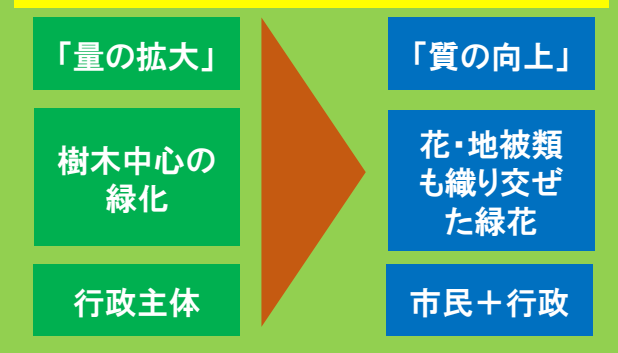 「量の拡大」
「質の向上」
樹木中心の
緑化
花・地被類
も織り交ぜ
た緑花
行政主体
市民＋行政